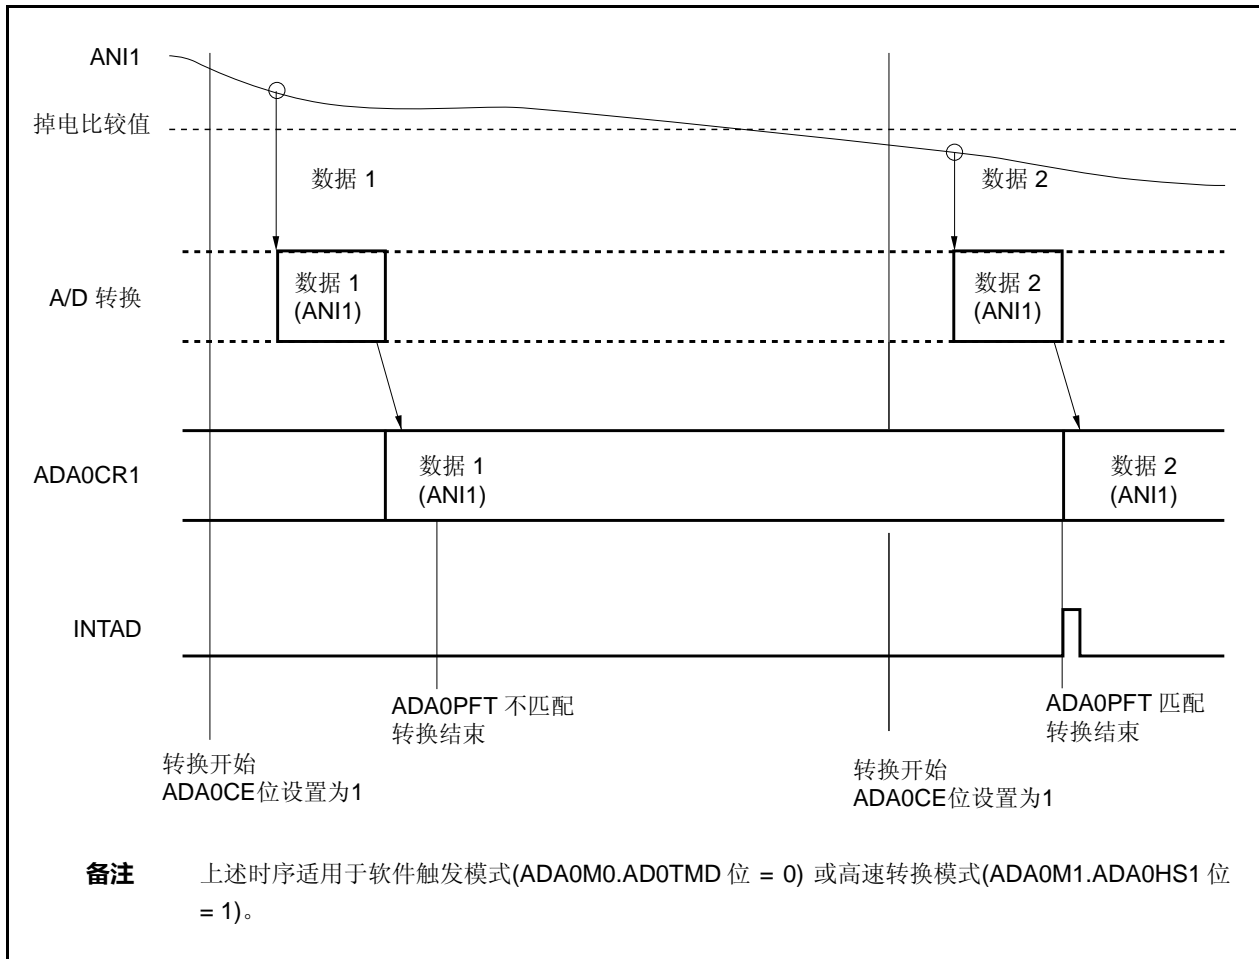 ANI1
掉电比较值
数据 1
数据 2
A/D 转换
数据 1
(ANI1)
数据 2
(ANI1)
ADA0CR1
数据 1
(ANI1)
数据 2
(ANI1)
INTAD
ADA0PFT 不匹配
转换结束
ADA0PFT 匹配
转换结束
转换开始
ADA0CE位设置为1
转换开始
ADA0CE位设置为1
备注 上述时序适用于软件触发模式(ADA0M0.AD0TMD 位 = 0) 或高速转换模式(ADA0M1.ADA0HS1 位
= 1)。